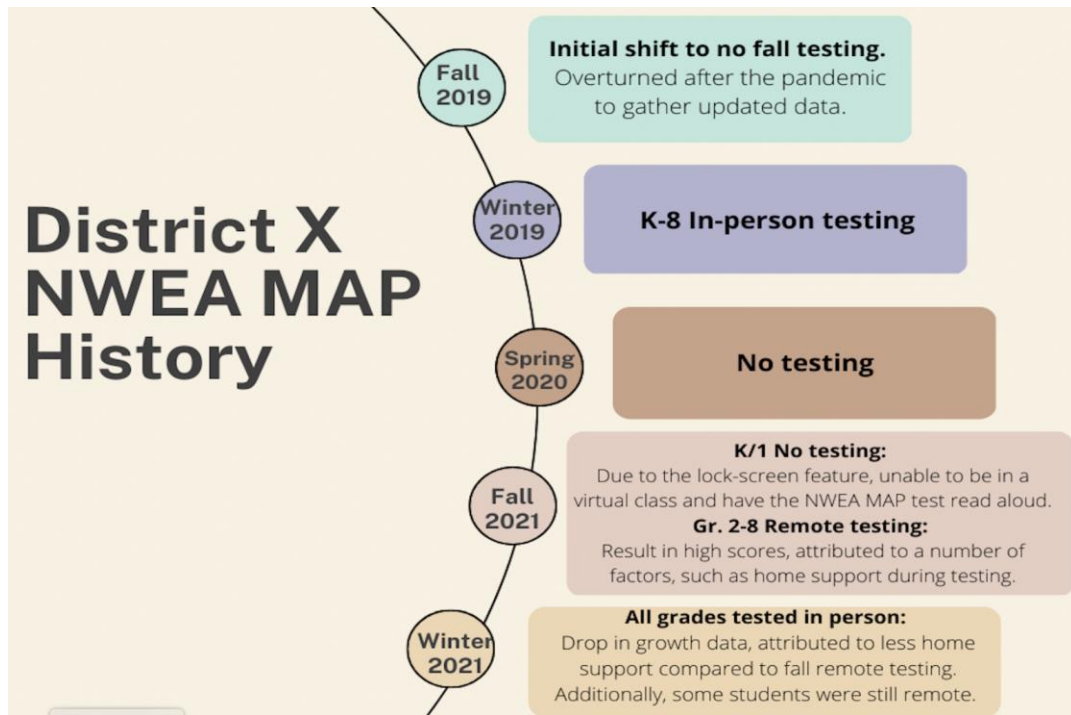 District X
NWEA MAP
History
Fall
2019
Initial shift to no fall testing.
Overturned after the pandemic
to gather updated data.
Winter
2019
K-8 In-person testing
Spring
2020
No testing
Fall
2021
K/1 No testing:
Due to the lock-screen feature, unable to be in a
virtual class and have the NWEA MAP test read aloud.
Gr. 2-8 Remote testing:
Result in high scores, attributed to a number of
factors, such as home support during testing.
Winter
2021
All grades tested in person:
Drop in growth data, attributed to less home
support compared to fall remote testing.
Additionally, some students were still remote.